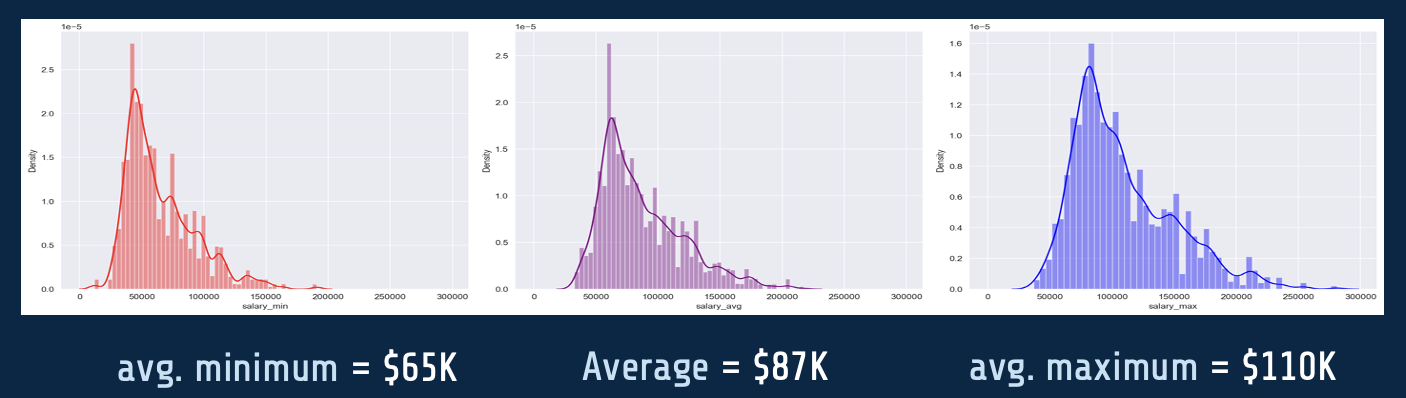 1e−5
2.5
2.0
1.5
1.0
0.5
0.0
Density
0 50000 100000 150000 200000 250000 300000
salary_min
1e−5
2.5
2.0
1.5
1.0
0.5
0.0
Density
0 50000 100000 150000 200000 250000 300000
salary_avg
1e−5
1.6
1.4
1.2
1.0
0.8
0.6
0.4
0.2
0.0
Density
0 50000 100000 150000 200000 250000 300000
salary_max
avg. minimum = $65K
Average = $87K
avg. maximum = $110K